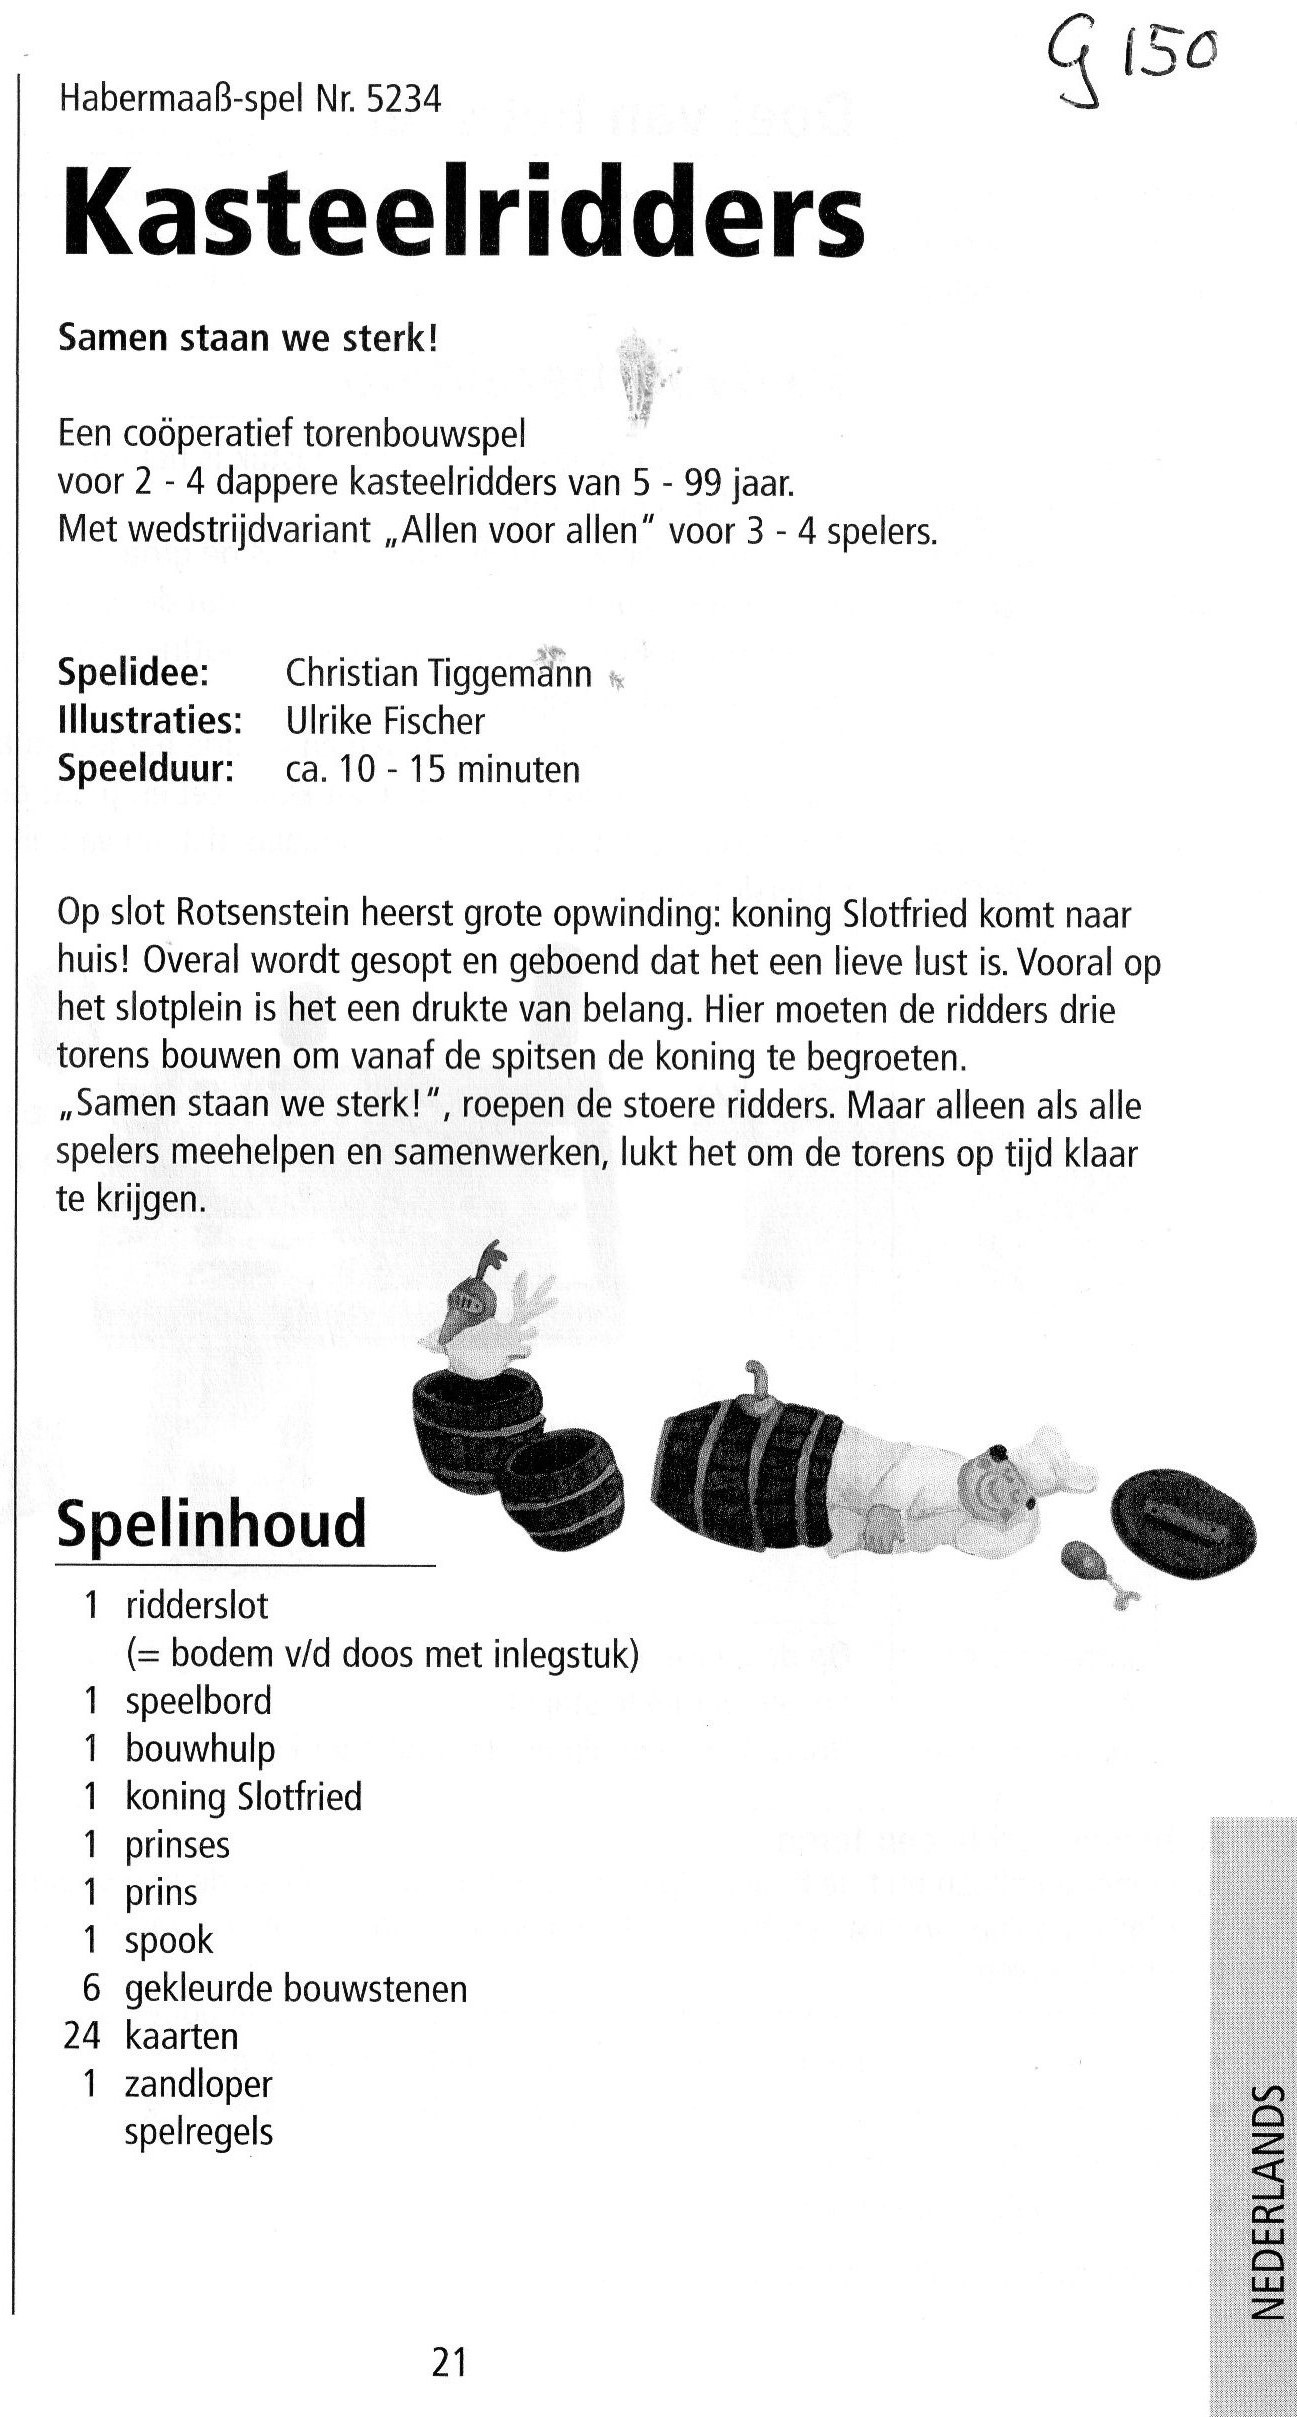 G 150
Habermaaß-spel Nr. 5234
Kasteelridders
Samen staan we sterk!
Een coöperatief torenbouwspel
voor 2 - 4 dappere kasteelridders van 5 - 99 jaar.
Met wedstrijdvariant „Allen voor allen" voor 3 - 4 spelers.
Spelidee: Christian Tiggemann
Illustraties: Ulrike Fischer
Speelduur: ca. 10 - 15 minuten
Op slot Rotsenstein heerst grote opwinding: koning Slotfried komt naar
huis! Overal wordt gesopt en geboend dat het een lieve lust is. Vooral op
het slotplein is het een drukte van belang. Hier moeten de ridders drie
torens bouwen om vanaf de spitsen de koning te begroeten.
„Samen staan we sterk!", roepen de stoere ridders. Maar alleen als alle
spelers meehelpen en samenwerken, lukt het om de torens op tijd klaar
te krijgen.
Spelinhoud
1 ridderslot
(= bodem v/d doos met inlegstuk)
1 speelbord
1 bouwhulp
1 koning Slotfried
1 prinses
1 prins
1 spook
6 gekleurde bouwstenen
24 kaarten
1 zandloper
spelregels
NEDERLANDS
21